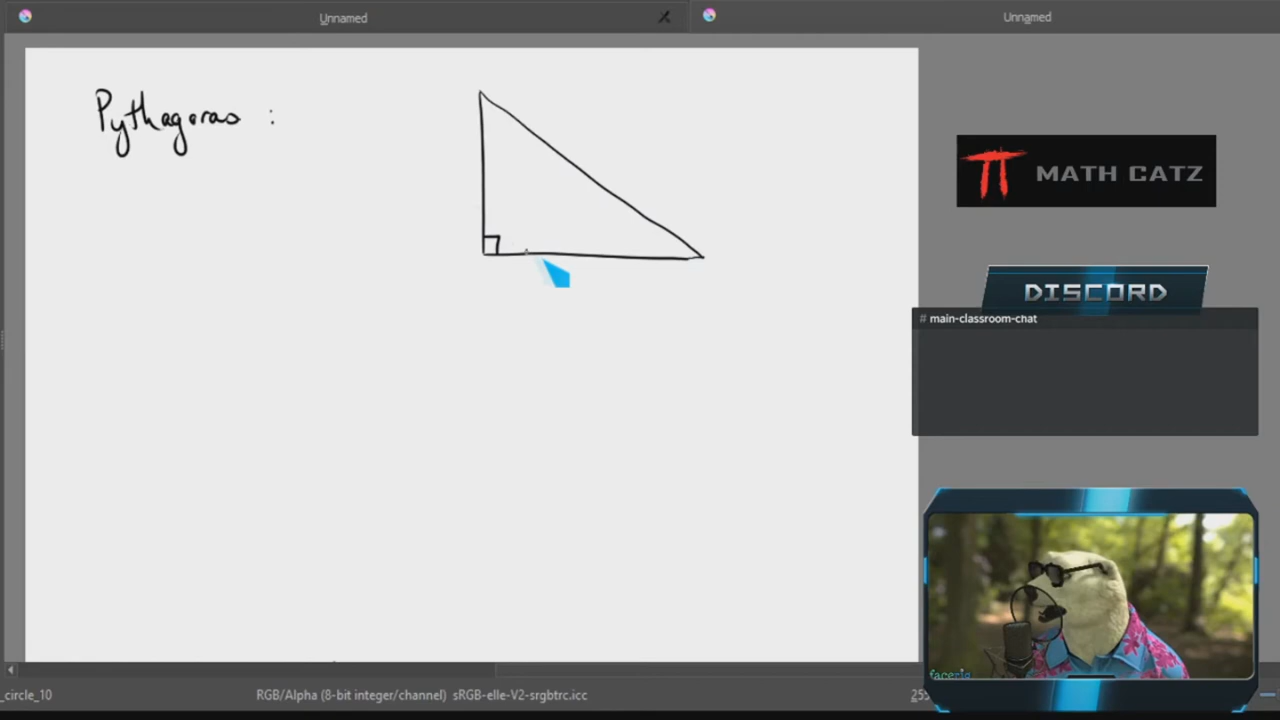 Unnamed
Unnamed
Pythagoras :
MATH CATZ
DISCORD
# main-classroom-chat
facerig
_circle_10
RGB/Alpha (8-bit integer/channel) sRGB-elle-V2-srgbtrc.icc